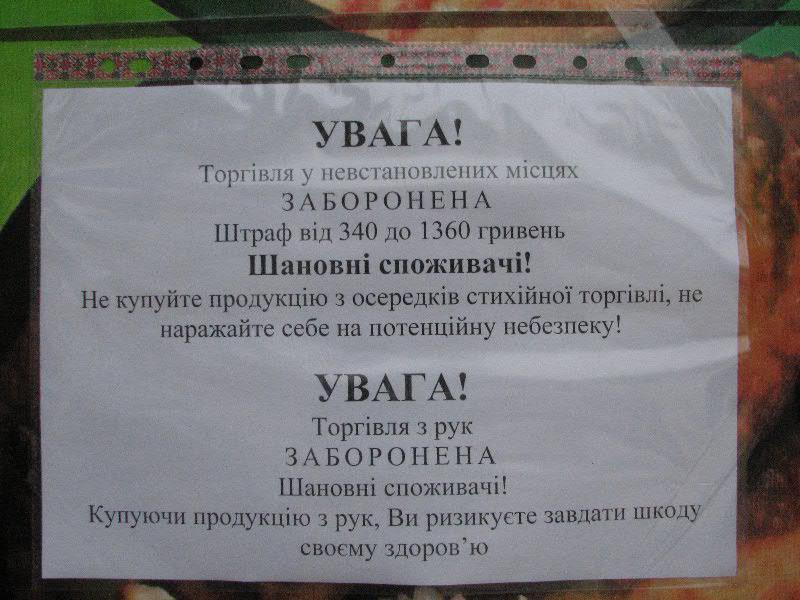 УВАГА!
Торгівля у невстановлених місцях
ЗАБОРОНЕНА
Штраф від 340 до 1360 гривень
Шановні споживачі!
Не купуйте продукцію з осередків стихійної торгівлі, не
наражайте себе на потенційну небезпеку!
УВАГА!
Торгівля з рук
ЗАБОРОНЕНА
Шановні споживачі!
Купуючи продукцію з рук, Ви ризикуєте завдати шкоду
своєму здоров’ю